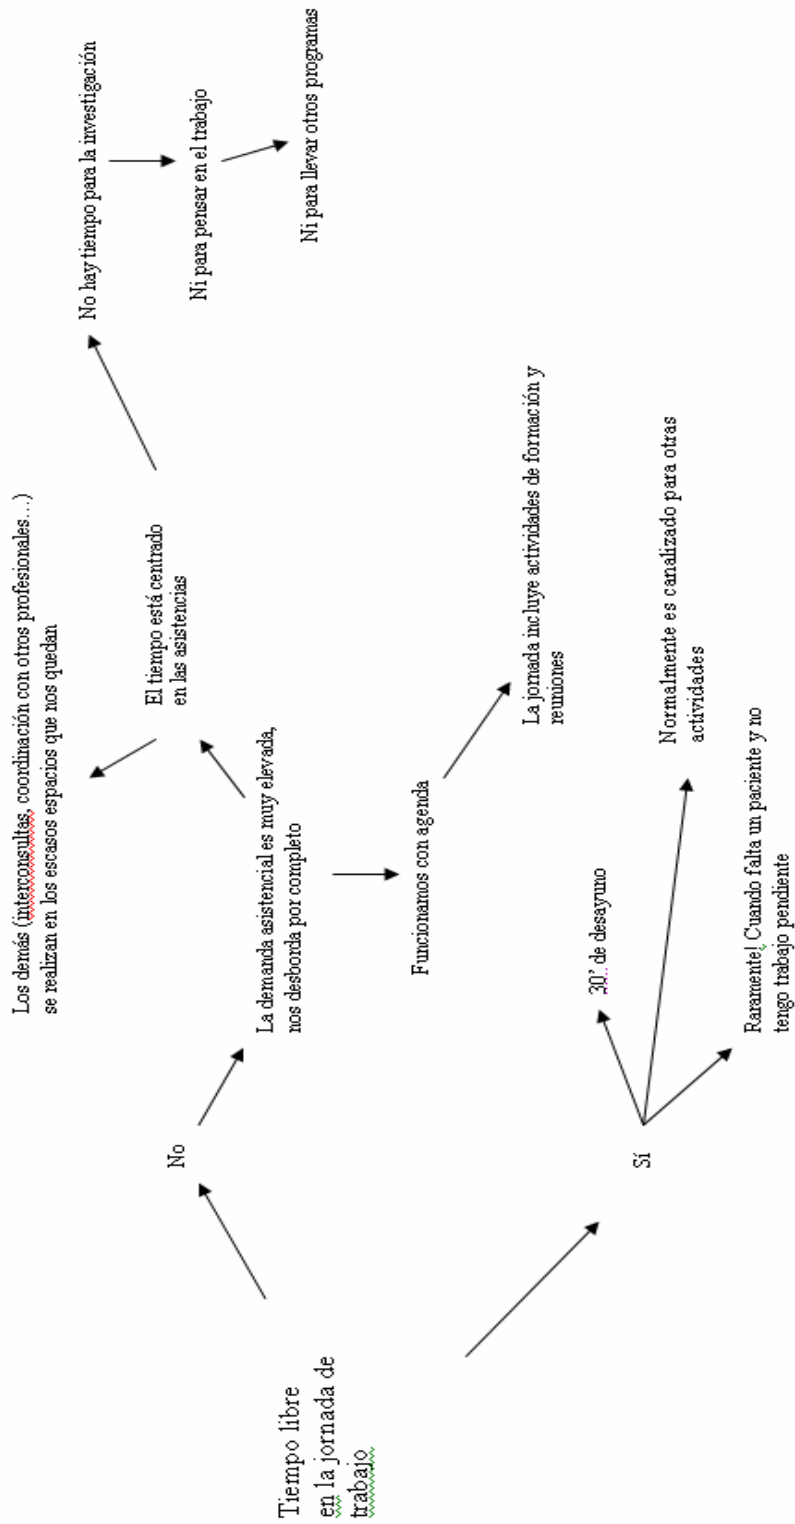 Tiempo libre
en la jornada de
trabajo
No
Sí
La demanda asistencial es muy elevada,
nos desborda por completo
Los demás (interconsultas, coordinación con otros profesionales…)
se realizan en los escasos espacios que nos quedan
El tiempo está centrado
en las asistencias
No hay tiempo para la investigación
Ni para pensar en el trabajo
Ni para llevar otros programas
Funcionamos con agenda
La jornada incluye actividades de formación y
reuniones
30’ de desayuno
Normalmente es canalizado para otras
actividades
Raramente! Cuando falta un paciente y no
tengo trabajo pendiente